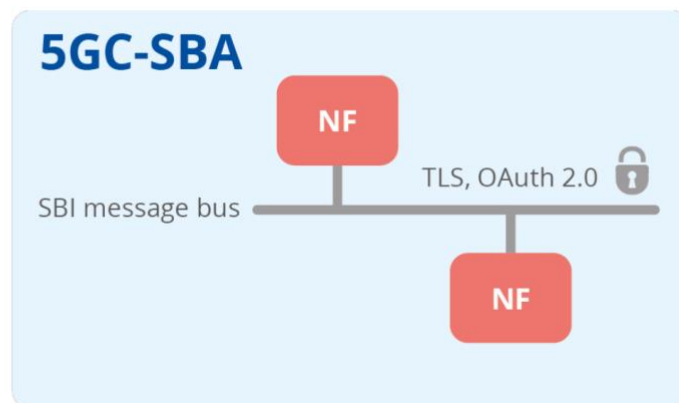 5GC-SBA
NF
TLS, OAuth 2.0
SBI message bus
NF